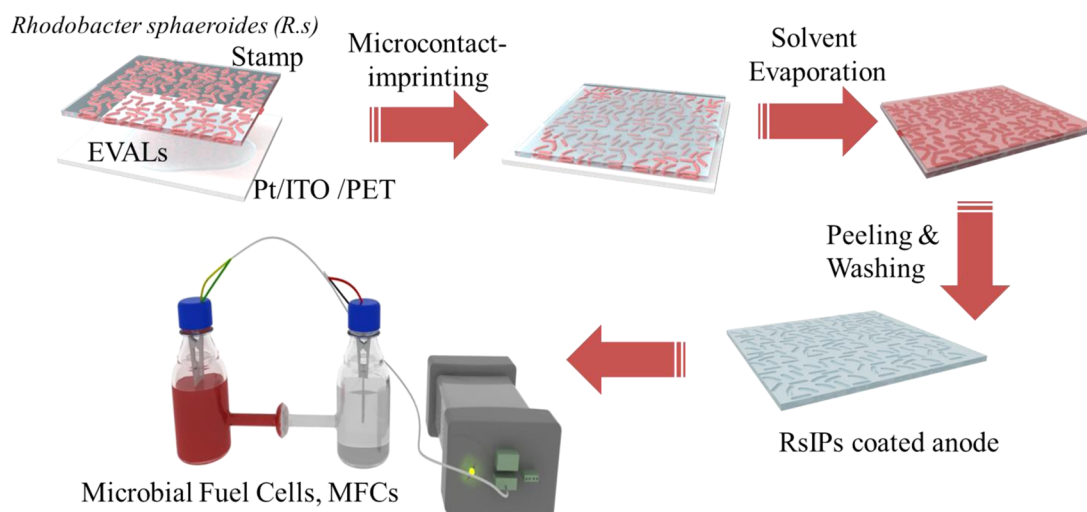 Rhodobacter sphaeroides (R.s)
Stamp
EVALs
Pt/ITO /PET
Microcontact-
imprinting
Solvent
Evaporation
Peeling &
Washing
RsIPs coated anode
Microbial Fuel Cells, MFCs